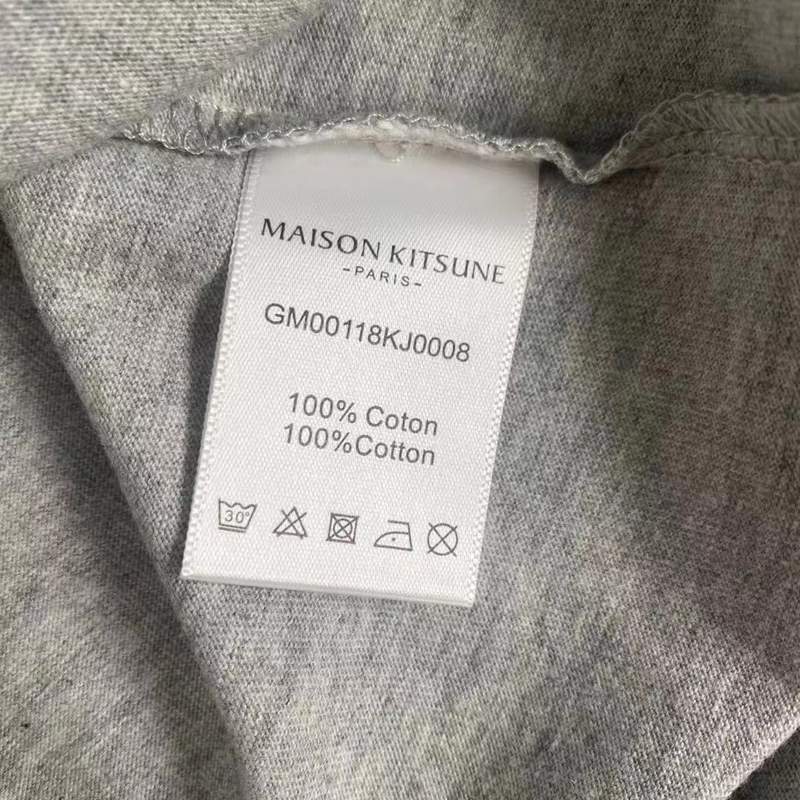 MAISON KITSUNE
-PARIS-
GM00118KJ0008
100% Coton
100%Cotton
30°